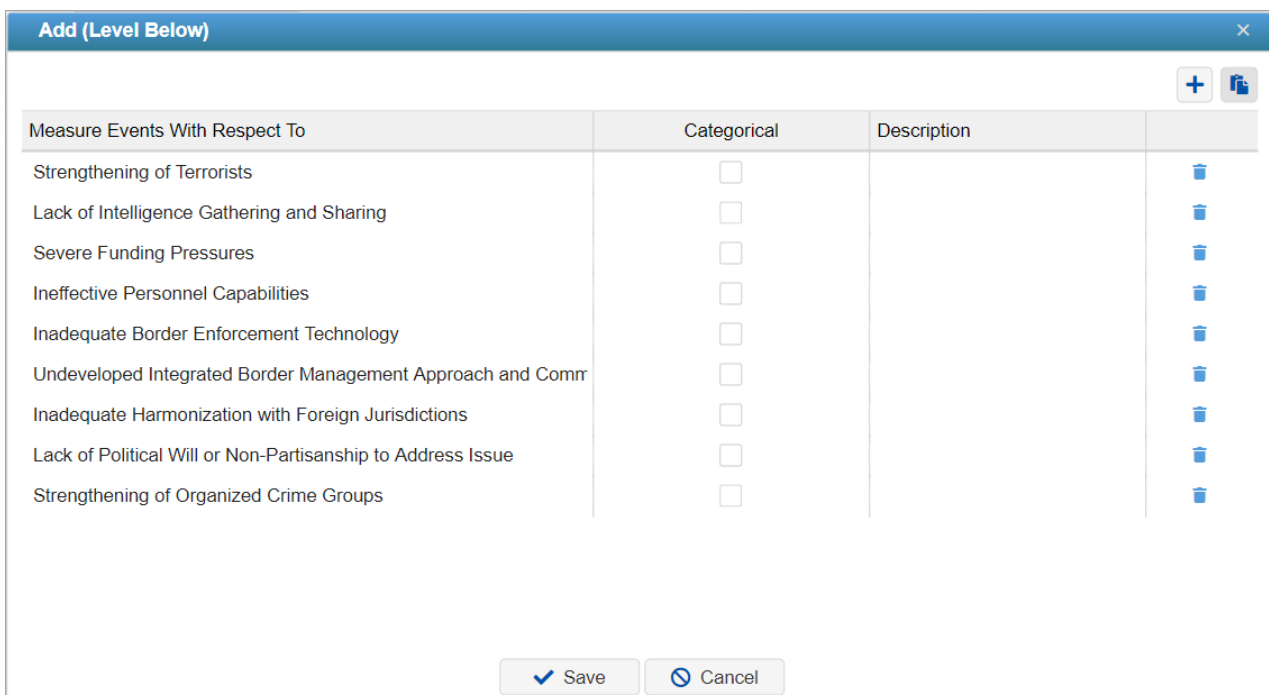 Add (Level Below)
Measure Events With Respect To Categorical Description
Strengthening of Terrorists
Lack of Intelligence Gathering and Sharing
Severe Funding Pressures
Ineffective Personnel Capabilities
Inadequate Border Enforcement Technology
Undeveloped Integrated Border Management Approach and Comm
Inadequate Harmonization with Foreign Jurisdictions
Lack of Political Will or Non-Partisanship to Address Issue
Strengthening of Organized Crime Groups
Save Cancel